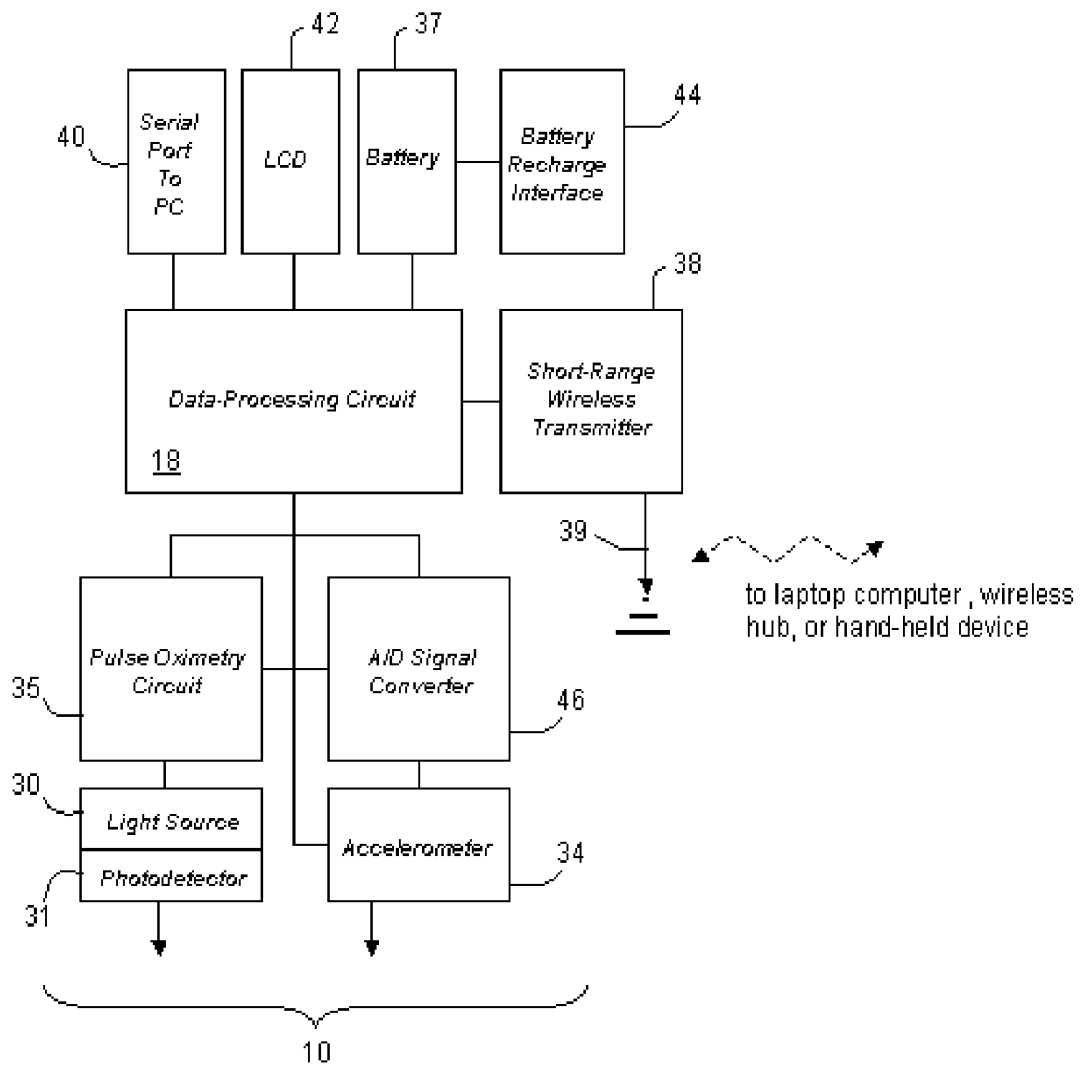 42
37
44
40
Serial
Port
To
PC
LCD
Battery
Battery
Recharge
Interface
38
Data-Processing Circuit
18
Short-Range
Wireless
Transmitter
39
to laptop computer, wireless
hub, or hand-held device
Pulse Oximetry
Circuit
35
A/D Signal
Converter
46
30
Light Source
Photodetector
31
Accelerometer
34
10